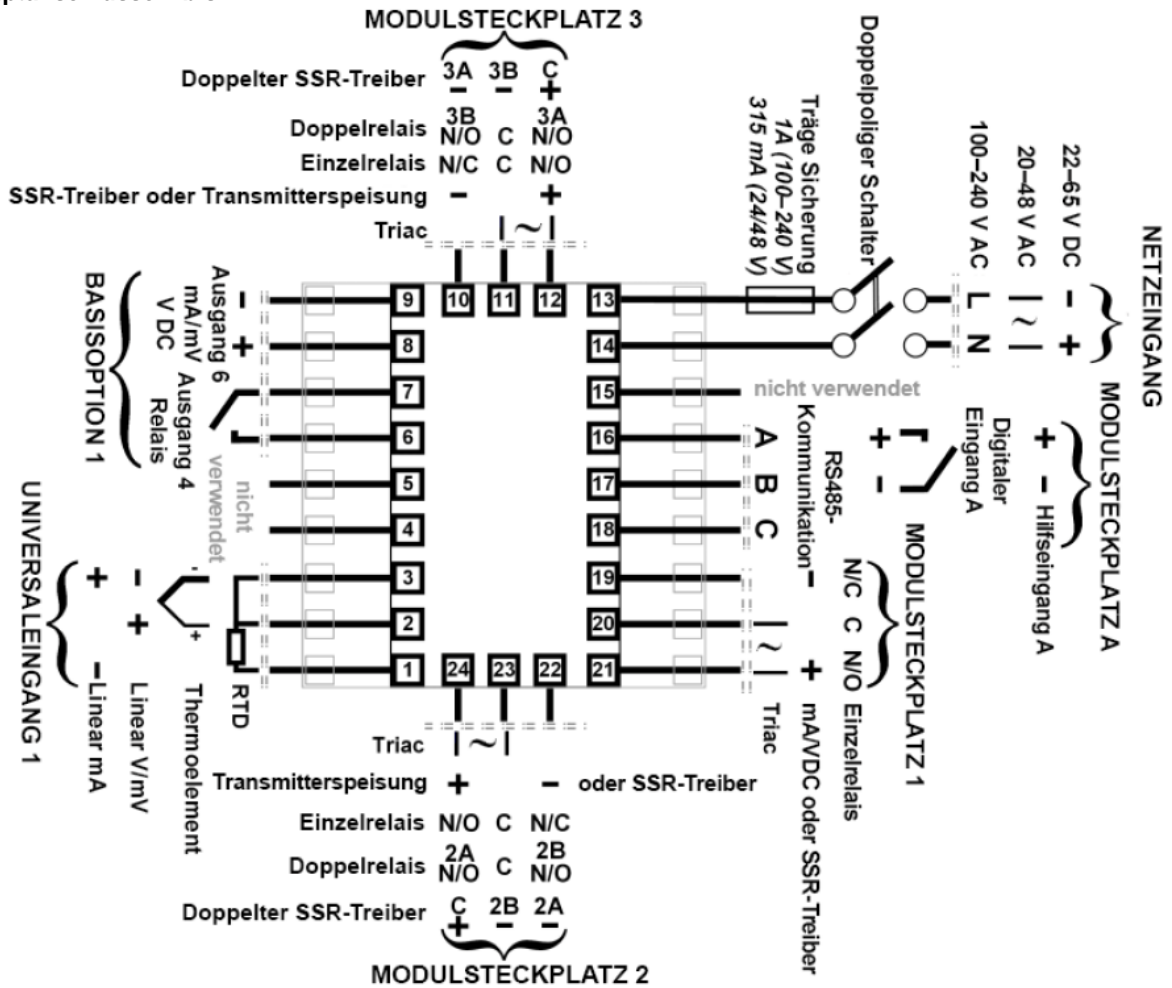 MODULSTECKPLATZ 3
Doppelter SSR-Treiber 3A 3B C
− − +
Doppelrelais 3B N/O C 3A N/O
Einzelrelais N/C C N/O
SSR-Treiber oder Transmitterspeisung − +
Triac ~
NETZEINGANG
22–65 V DC − +
20–48 V AC ~
100–240 V AC L N
Doppelpoliger Schalter
Träge Sicherung
1A (100–240 V)
315 mA (24/48 V)
BASISOPTION 1
Ausgang 6
mA/mV
V DC
− +
Ausgang 4
Relais
nicht
verwendet
9
8
7
6
5
4
3
2
1
10 11 12
13
14
15
16
17
18
19
20
21
24 23 22
nicht verwendet
A
B
C
RS485-
Kommunikation
MODULSTECKPLATZ A
+ − Hilfseingang A
Digitaler
Eingang A
+ −
MODULSTECKPLATZ 1
N/C C N/O Einzelrelais
− + mA/VDC oder SSR-Treiber
~ Triac
UNIVERSALEINGANG 1
+ − Linear mA
− + Linear V/mV
- + Thermoelement
RTD
Triac ~
Transmitterspeisung + − oder SSR-Treiber
Einzelrelais N/O C N/C
Doppelrelais 2A N/O C 2B N/O
Doppelter SSR-Treiber C 2B 2A
+ − −
MODULSTECKPLATZ 2